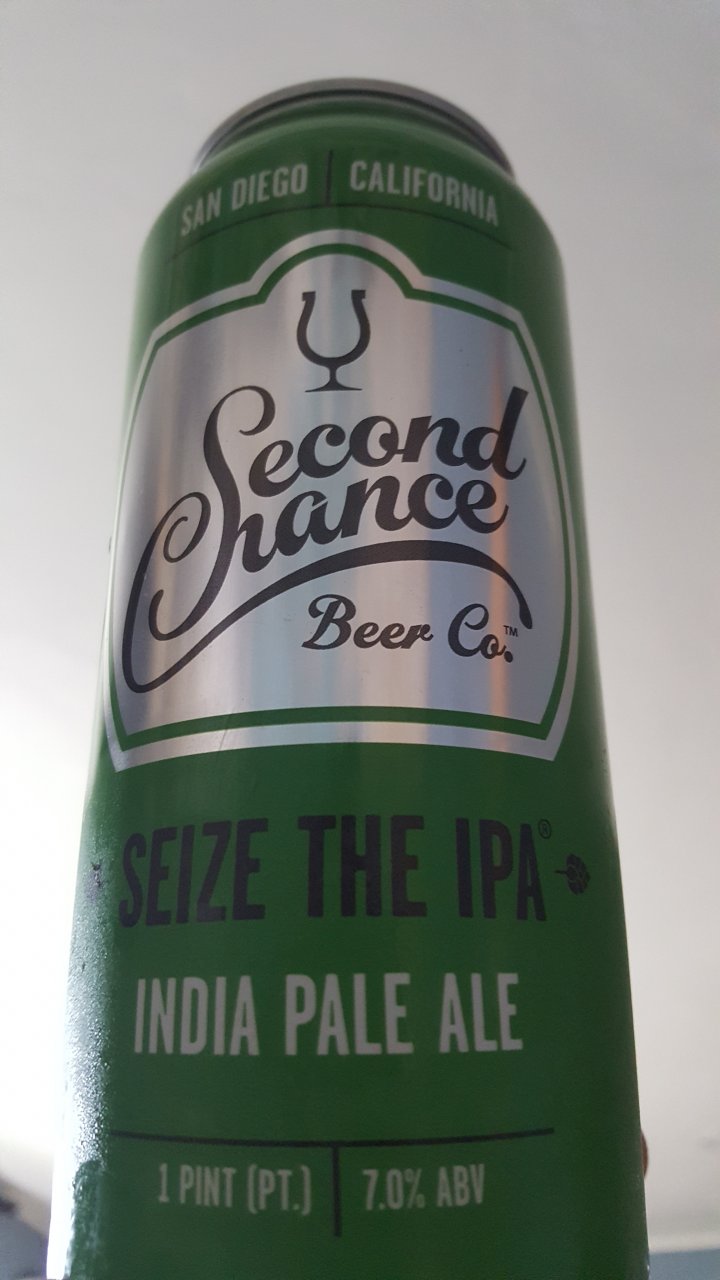 SAN DIEGO | CALIFORNIA
Second
Chance
Beer Co.™
SEIZE THE IPA®
INDIA PALE ALE
1 PINT (PT.) | 7.0% ABV